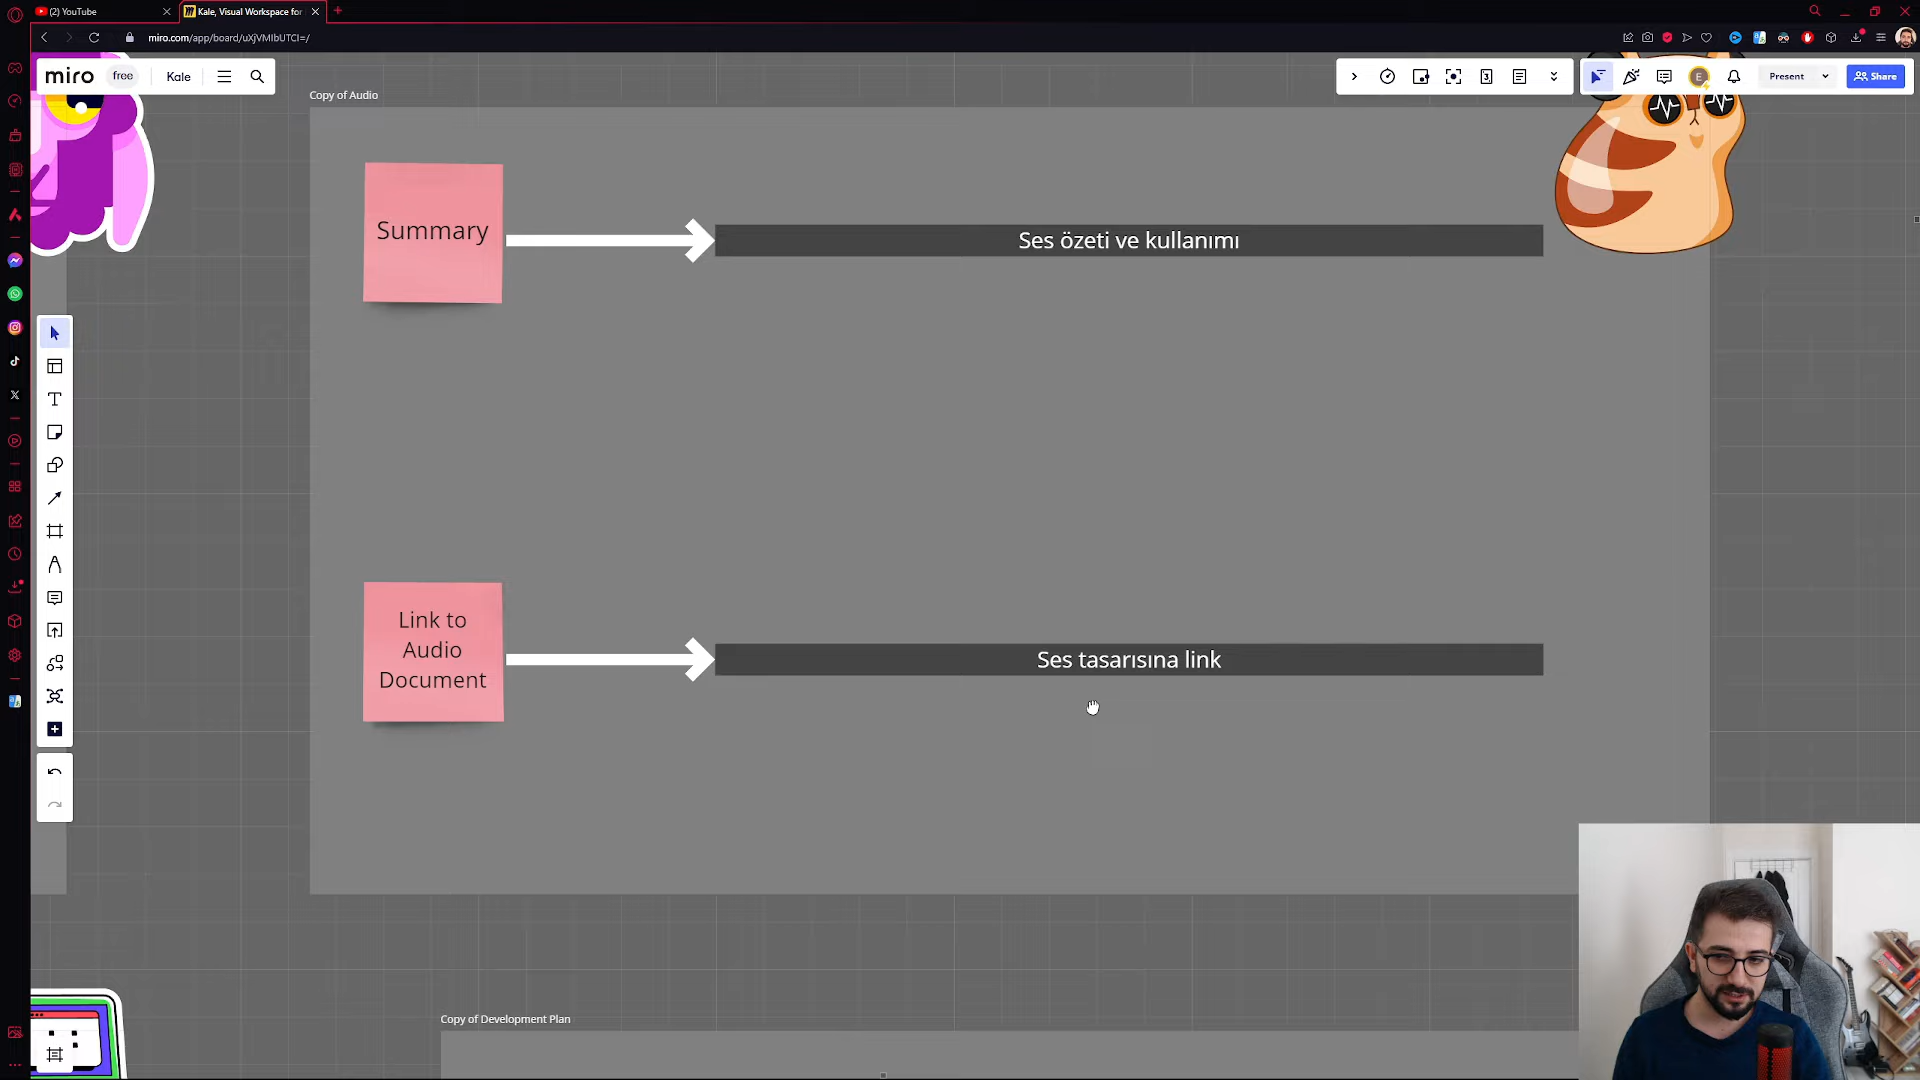 (2) YouTube
Kale, Visual Workspace for
miro.com/app/board/uXjVMIbUTCI=/
miro
free
Kale
Present
Share
Copy of Audio
Summary
Ses özeti ve kullanımı
Link to
Audio
Document
Ses tasarısına link
Copy of Development Plan